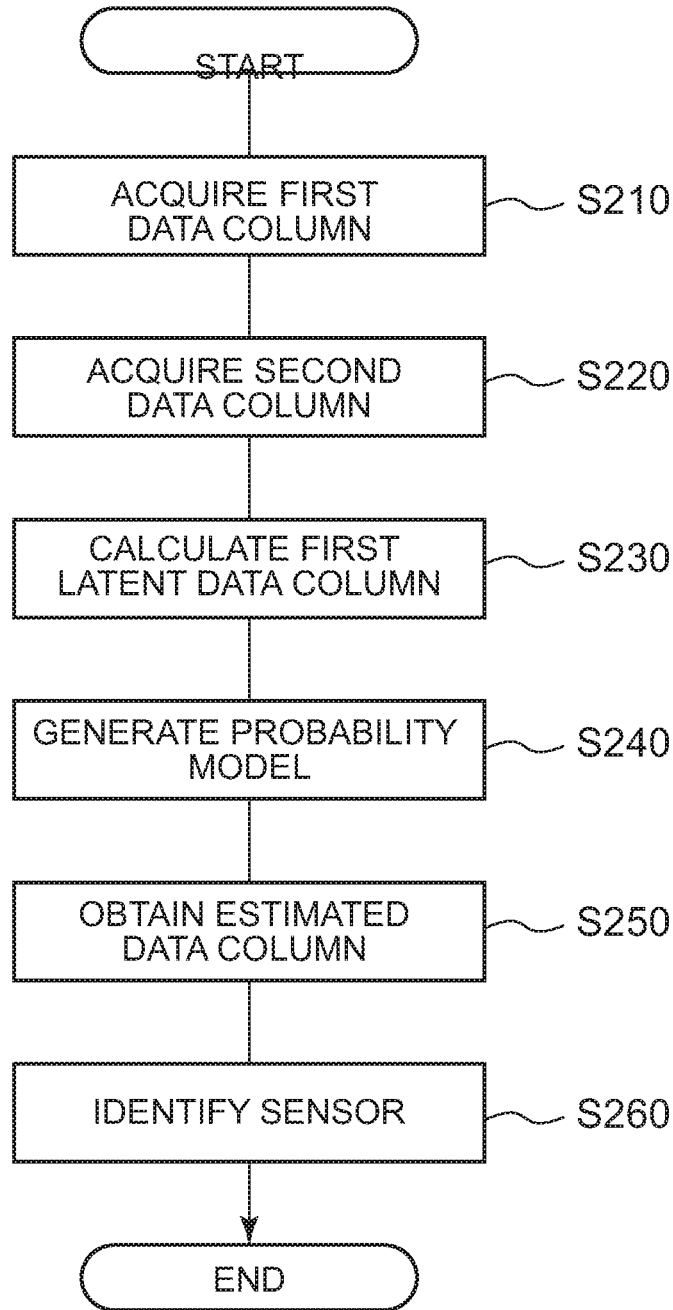 START
ACQUIRE FIRST
DATA COLUMN
S210
ACQUIRE SECOND
DATA COLUMN
S220
CALCULATE FIRST
LATENT DATA COLUMN
S230
GENERATE PROBABILITY
MODEL
S240
OBTAIN ESTIMATED
DATA COLUMN
S250
IDENTIFY SENSOR
S260
END